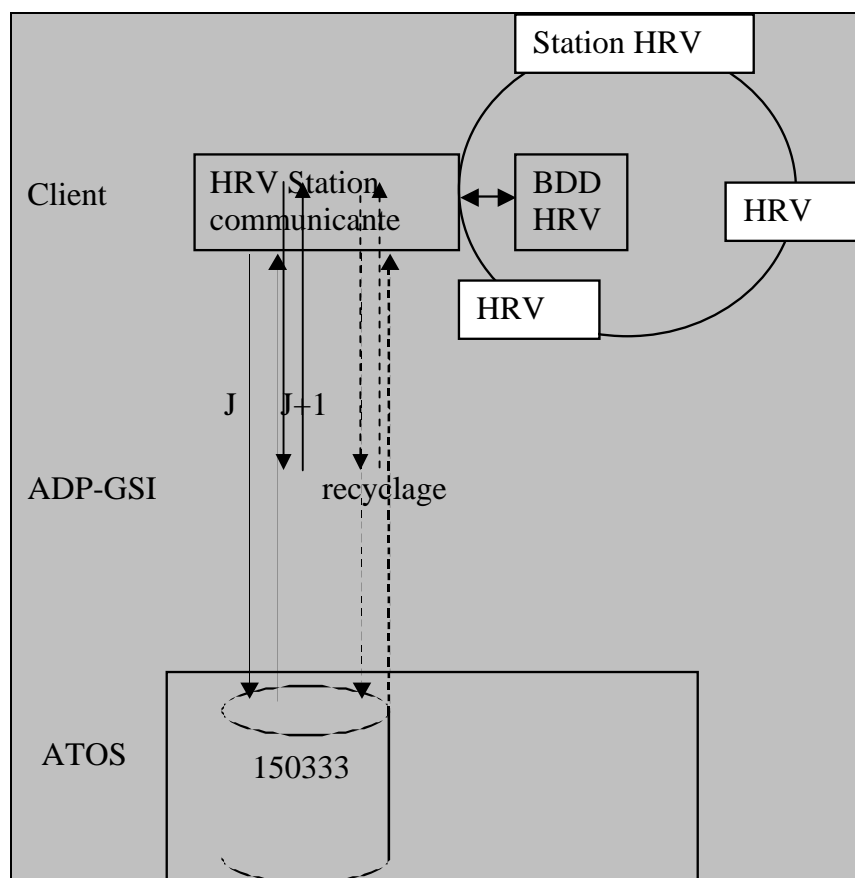 Station HRV
Client
HRV Station
communicante
BDD
HRV
HRV
HRV
J
J+1
ADP-GSI
recyclage
ATOS
150333